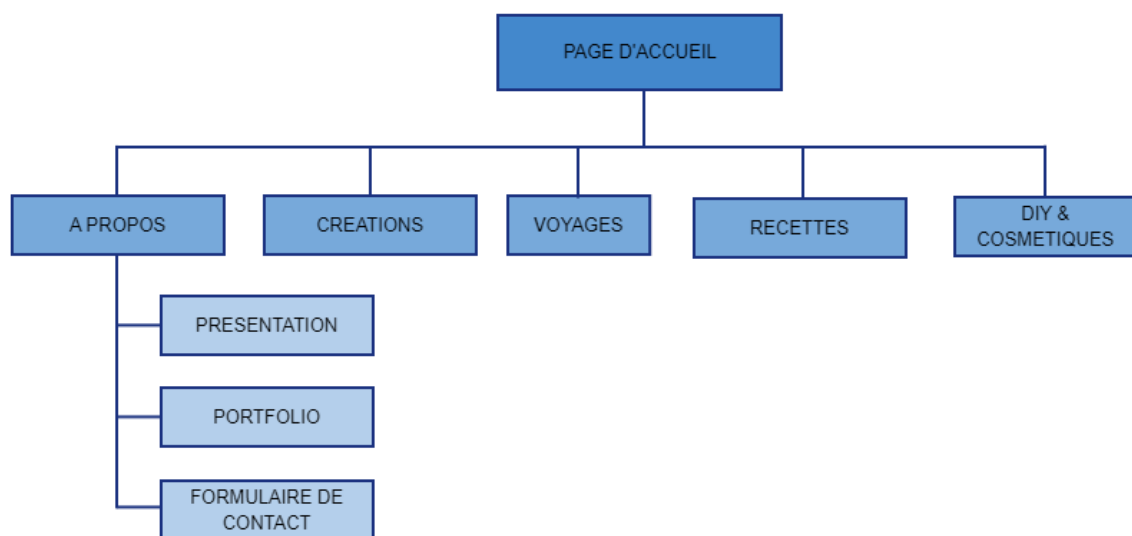 PAGE D'ACCUEIL
A PROPOS
CREATIONS
VOYAGES
RECETTES
DIY &
COSMETIQUES
PRESENTATION
PORTFOLIO
FORMULAIRE DE
CONTACT